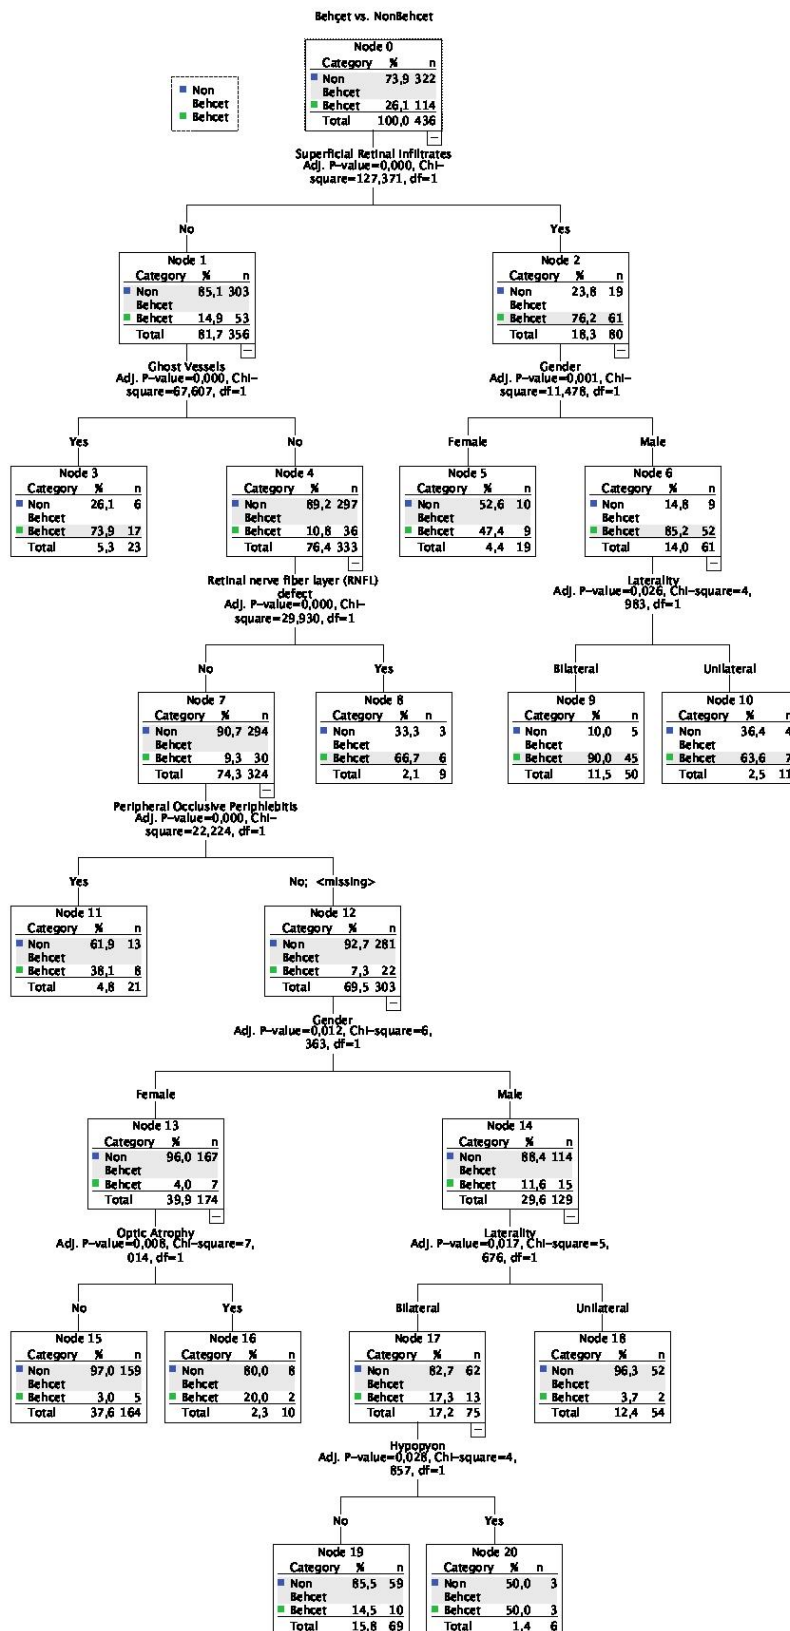 Behçet vs. NonBehcet
Non
Behcet
Behcet
Node 0
Category % n
Non 73,9 322
Behcet
Behcet 26,1 114
Total 100,0 436
Superficial Retinal Infiltrates
Adj. P-value=0,000, Chi-
square=127,371, df=1
No
Yes
Node 1
Category % n
Non 85,1 303
Behcet
Behcet 14,9 53
Total 81,7 356
Node 2
Category % n
Non 23,8 19
Behcet
Behcet 76,2 61
Total 18,3 80
Ghost Vessels
Adj. P-value=0,000, Chi-
square=67,607, df=1
Gender
Adj. P-value=0,001, Chi-
square=11,478, df=1
Yes
No
Female
Male
Node 3
Category % n
Non 26,1 6
Behcet
Behcet 73,9 17
Total 5,3 23
Node 4
Category % n
Non 89,2 297
Behcet
Behcet 10,8 36
Total 76,4 333
Node 5
Category % n
Non 52,6 10
Behcet
Behcet 47,4 9
Total 4,4 19
Node 6
Category % n
Non 14,8 9
Behcet
Behcet 85,2 52
Total 14,0 61
Retinal nerve fiber layer (RNFL)
defect
Adj. P-value=0,000, Chi-
square=29,930, df=1
Laterality
Adj. P-value=0,026, Chi-square=4,
983, df=1
No
Yes
Bilateral
Unilateral
Node 7
Category % n
Non 90,7 294
Behcet
Behcet 9,3 30
Total 74,3 324
Node 8
Category % n
Non 33,3 3
Behcet
Behcet 66,7 6
Total 2,1 9
Node 9
Category % n
Non 10,0 5
Behcet
Behcet 90,0 45
Total 11,5 50
Node 10
Category % n
Non 36,4 4
Behcet
Behcet 63,6 7
Total 2,5 11
Peripheral Occlusive Periphlebitis
Adj. P-value=0,000, Chi-
square=22,224, df=1
Yes
No; <missing>
Node 11
Category % n
Non 61,9 13
Behcet
Behcet 38,1 8
Total 4,8 21
Node 12
Category % n
Non 92,7 281
Behcet
Behcet 7,3 22
Total 69,5 303
Gender
Adj. P-value=0,012, Chi-square=6,
363, df=1
Female
Male
Node 13
Category % n
Non 96,0 167
Behcet
Behcet 4,0 7
Total 39,9 174
Node 14
Category % n
Non 88,4 114
Behcet
Behcet 11,6 15
Total 29,6 129
Optic Atrophy
Adj. P-value=0,008, Chi-square=7,
014, df=1
Laterality
Adj. P-value=0,017, Chi-square=5,
676, df=1
No
Yes
Bilateral
Unilateral
Node 15
Category % n
Non 97,0 159
Behcet
Behcet 3,0 5
Total 37,6 164
Node 16
Category % n
Non 80,0 8
Behcet
Behcet 20,0 2
Total 2,3 10
Node 17
Category % n
Non 82,7 62
Behcet
Behcet 17,3 13
Total 17,2 75
Node 18
Category % n
Non 96,3 52
Behcet
Behcet 3,7 2
Total 12,4 54
Hypopyon
Adj. P-value=0,028, Chi-square=4,
857, df=1
No
Yes
Node 19
Category % n
Non 85,5 59
Behcet
Behcet 14,5 10
Total 15,8 69
Node 20
Category % n
Non 50,0 3
Behcet
Behcet 50,0 3
Total 1,4 6